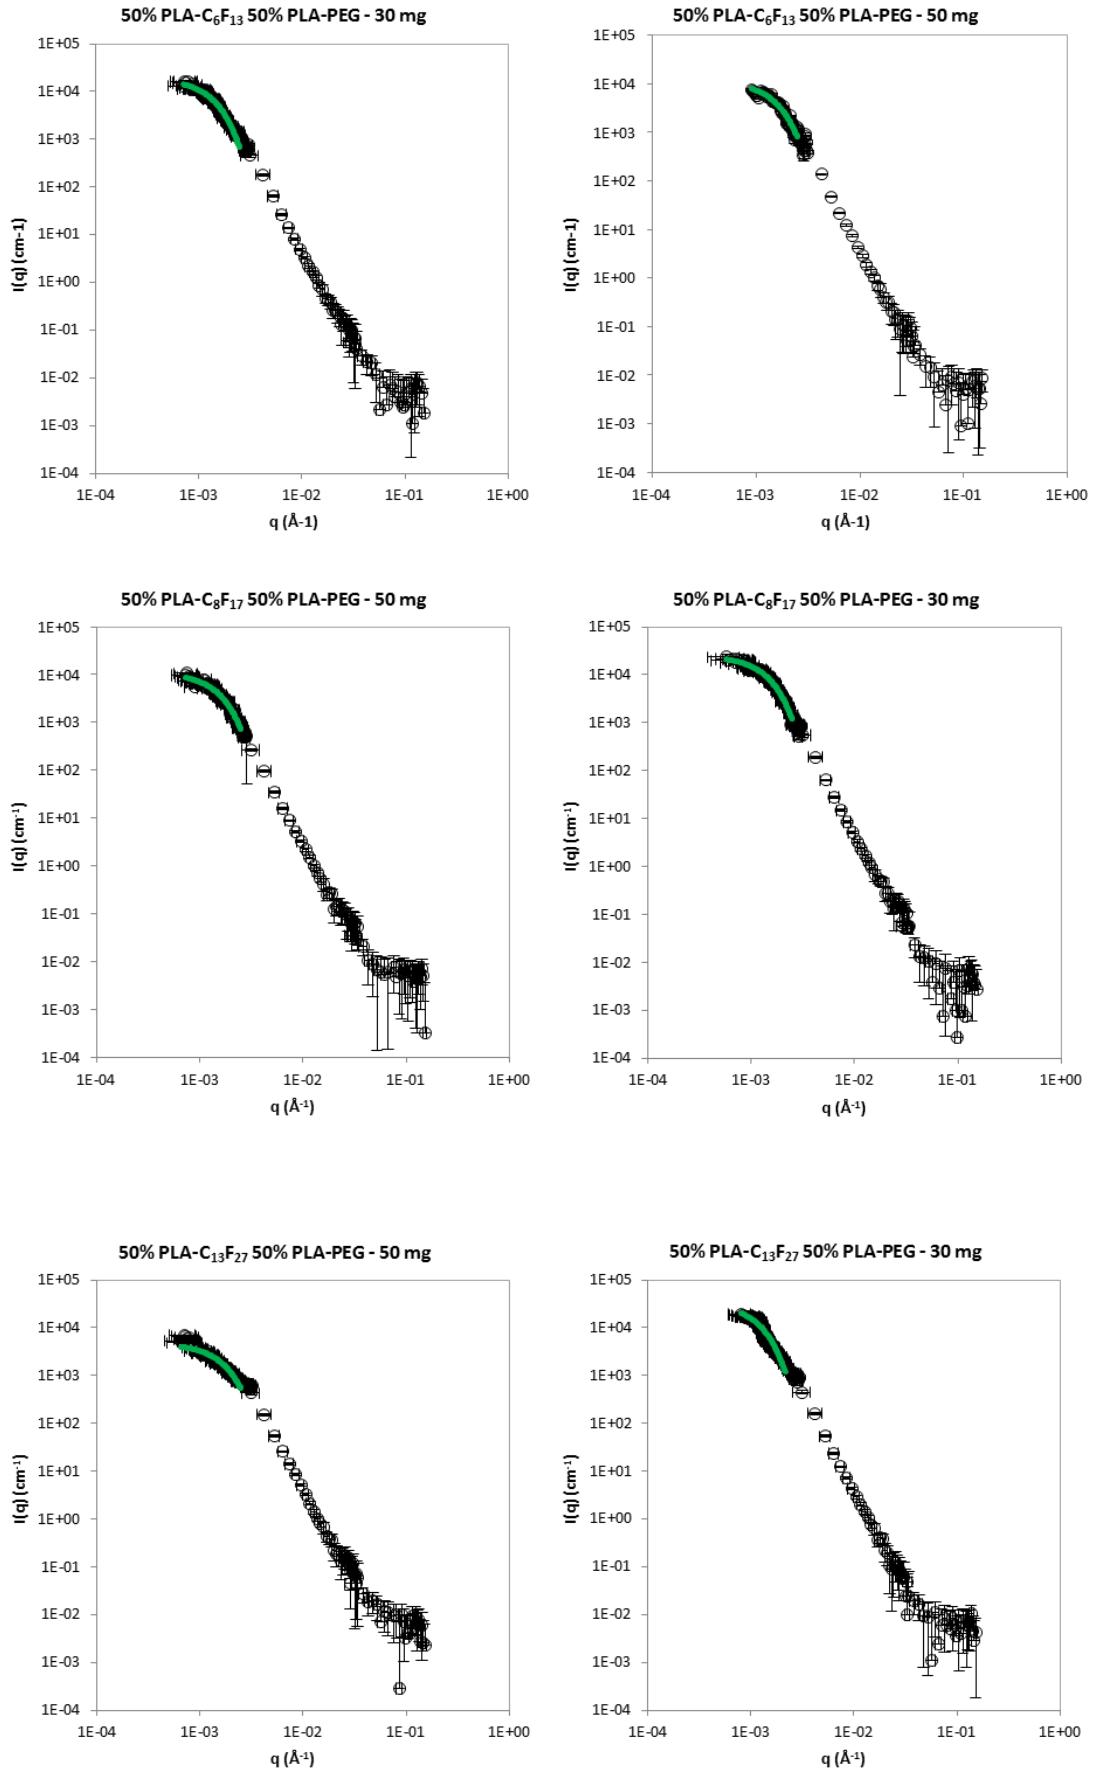 50% PLA-C₆F₁₃ 50% PLA-PEG - 30 mg
1E+05
1E+04
1E+03
1E+02
1E+01
1E+00
1E-01
1E-02
1E-03
1E-04
I(q) (cm-1)
1E-04 1E-03 1E-02 1E-01 1E+00
q (Å-1)
50% PLA-C₆F₁₃ 50% PLA-PEG - 50 mg
1E+05
1E+04
1E+03
1E+02
1E+01
1E+00
1E-01
1E-02
1E-03
1E-04
I(q) (cm-1)
1E-04 1E-03 1E-02 1E-01 1E+00
q (Å-1)
50% PLA-C₈F₁₇ 50% PLA-PEG - 50 mg
1E+05
1E+04
1E+03
1E+02
1E+01
1E+00
1E-01
1E-02
1E-03
1E-04
I(q) (cm⁻¹)
1E-04 1E-03 1E-02 1E-01 1E+00
q (Å⁻¹)
50% PLA-C₈F₁₇ 50% PLA-PEG - 30 mg
1E+05
1E+04
1E+03
1E+02
1E+01
1E+00
1E-01
1E-02
1E-03
1E-04
I(q) (cm⁻¹)
1E-04 1E-03 1E-02 1E-01 1E+00
q (Å⁻¹)
50% PLA-C₁₃F₂₇ 50% PLA-PEG - 50 mg
1E+05
1E+04
1E+03
1E+02
1E+01
1E+00
1E-01
1E-02
1E-03
1E-04
I(q) (cm⁻¹)
1E-04 1E-03 1E-02 1E-01 1E+00
q (Å⁻¹)
50% PLA-C₁₃F₂₇ 50% PLA-PEG - 30 mg
1E+05
1E+04
1E+03
1E+02
1E+01
1E+00
1E-01
1E-02
1E-03
1E-04
I(q) (cm⁻¹)
1E-04 1E-03 1E-02 1E-01 1E+00
q (Å⁻¹)